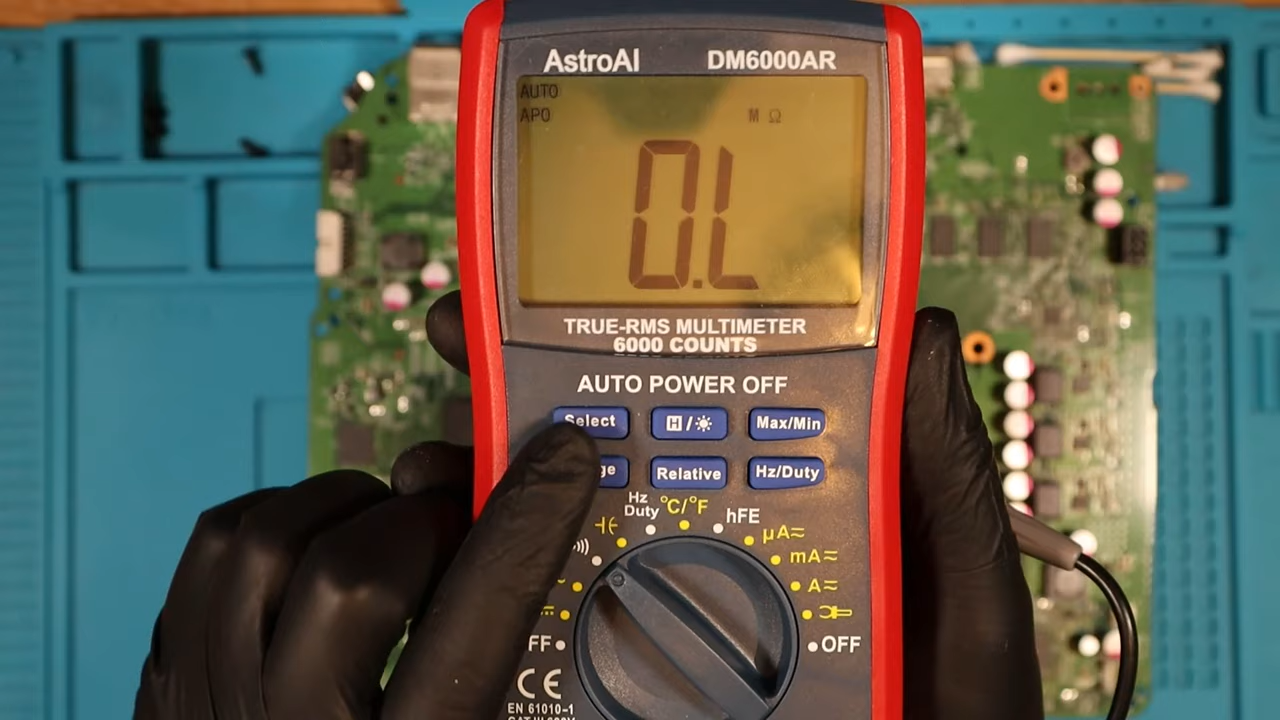 AstroAI DM6000AR
AUTO
APO MΩ
O.L
TRUE-RMS MULTIMETER
6000 COUNTS
AUTO POWER OFF
Select H/ Max/Min
Relative Hz/Duty
Hz
Duty °C/°F hFE
μA
mA
A
OFF
CE
EN 61010-1